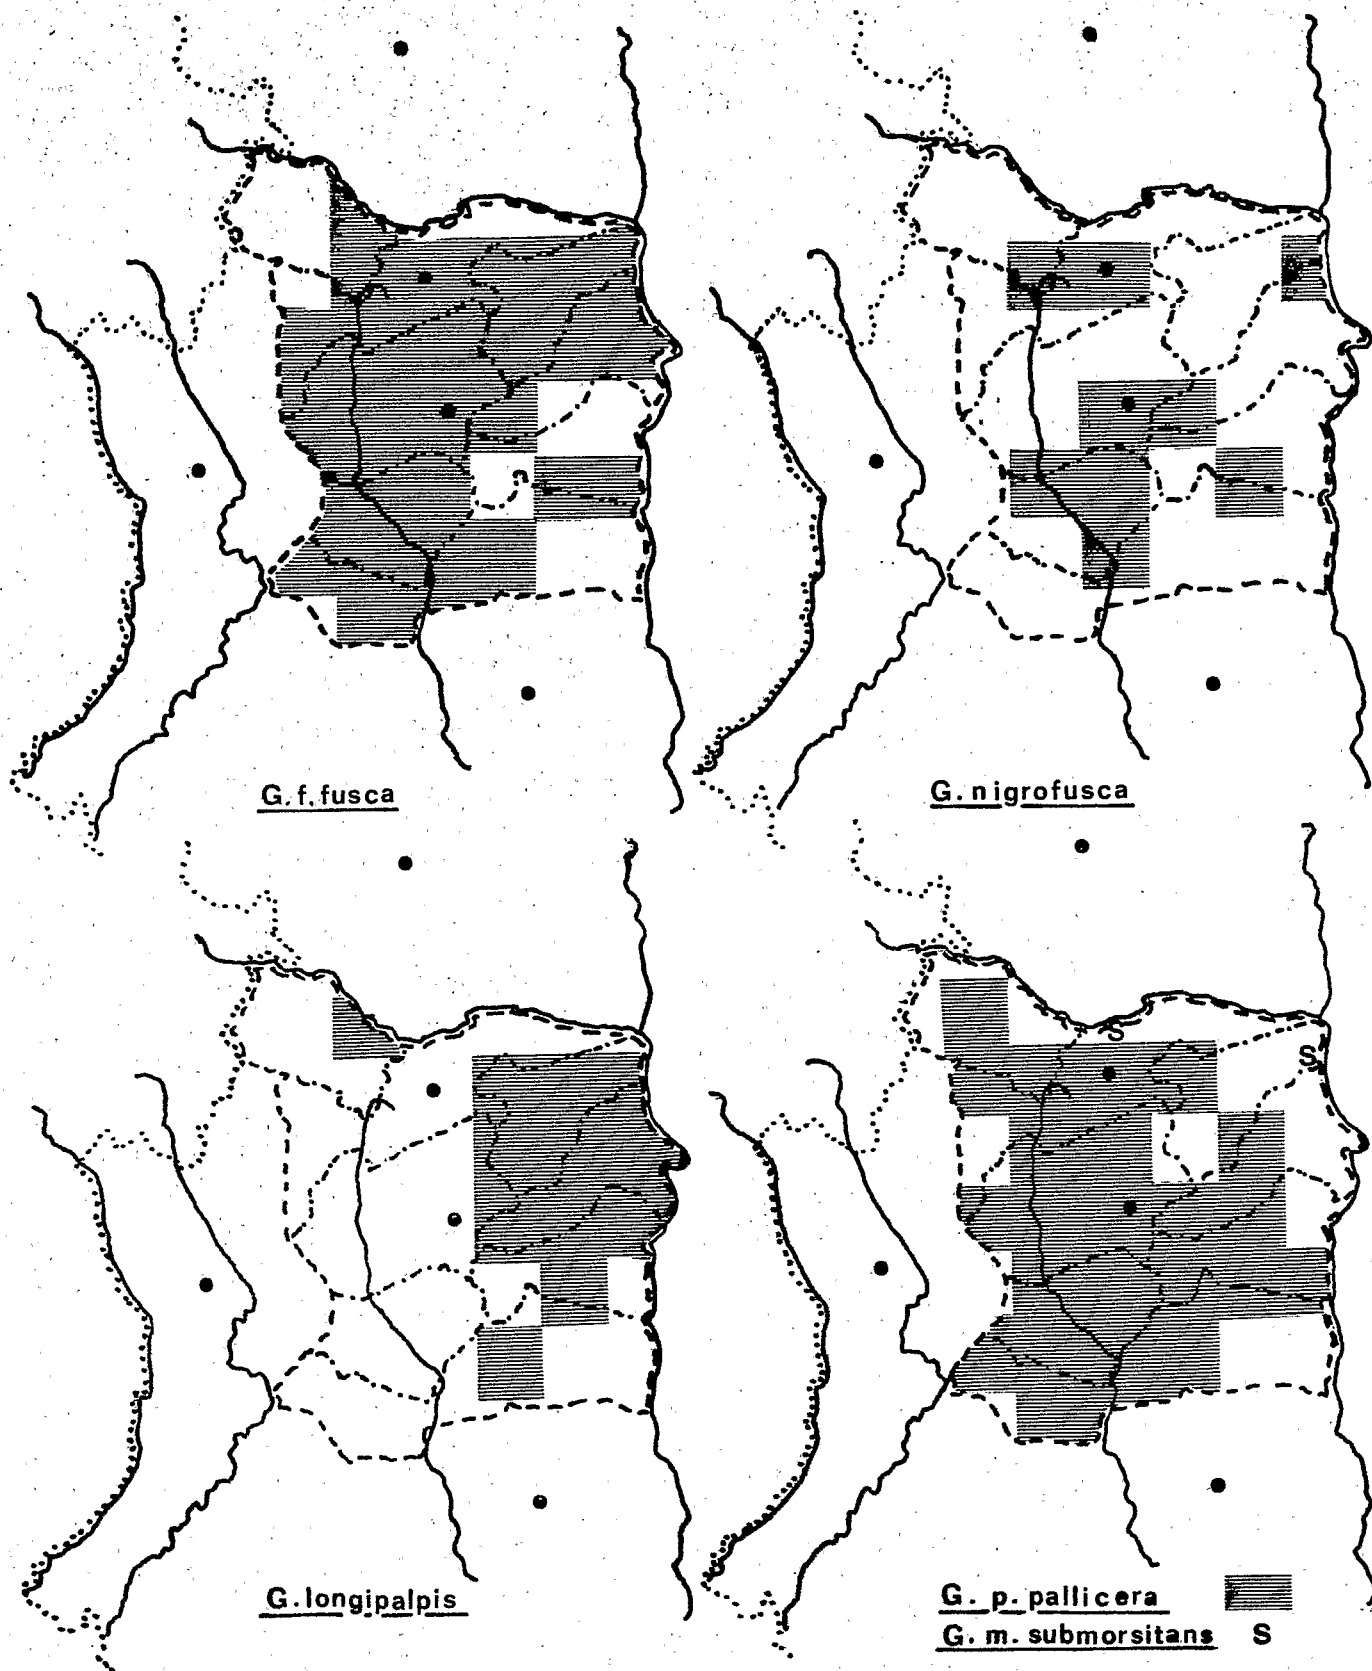 G. f. fusca
G. nigrofusca
S
S
G. longipalpis
G. p. pallicera
G. m. submorsitans S